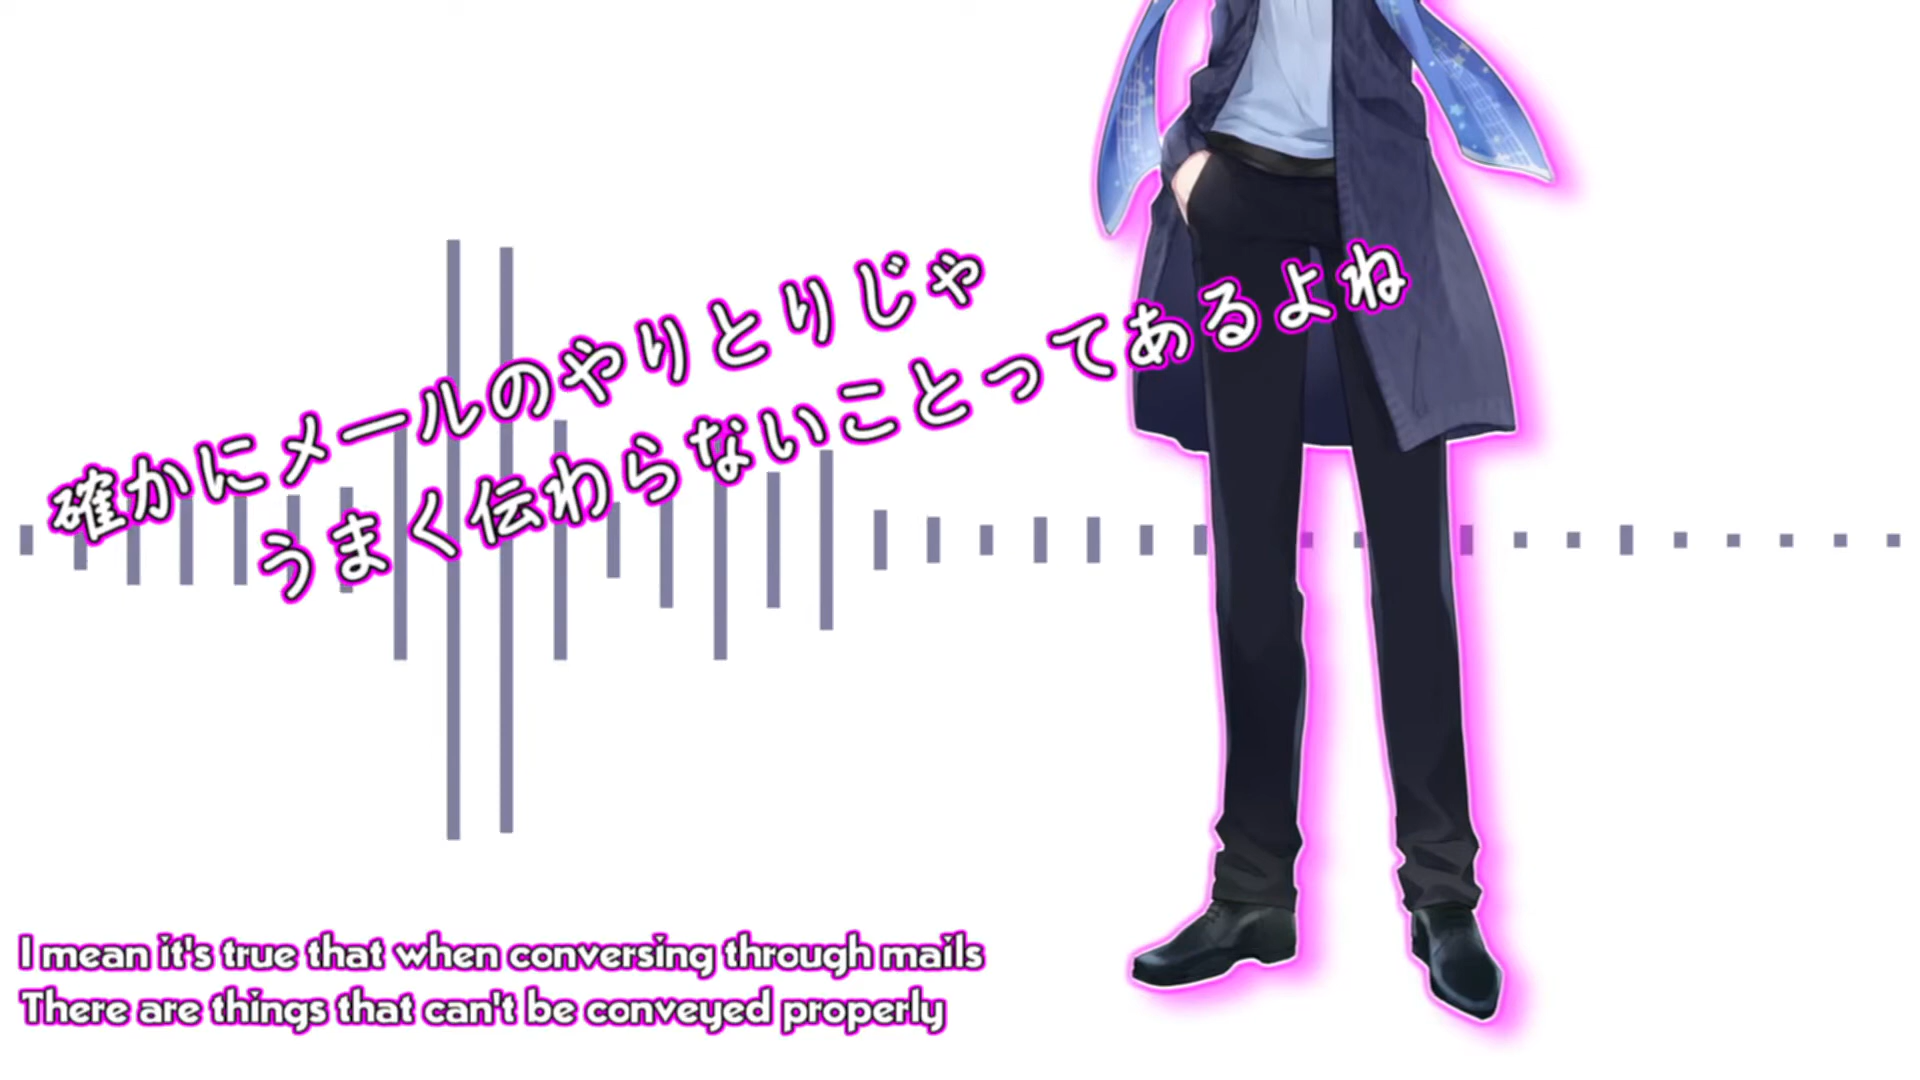 確かにメールのやりとりじゃ
うまく伝わらないことってあるよね
I mean it's true that when conversing through mails
There are things that can't be conveyed properly